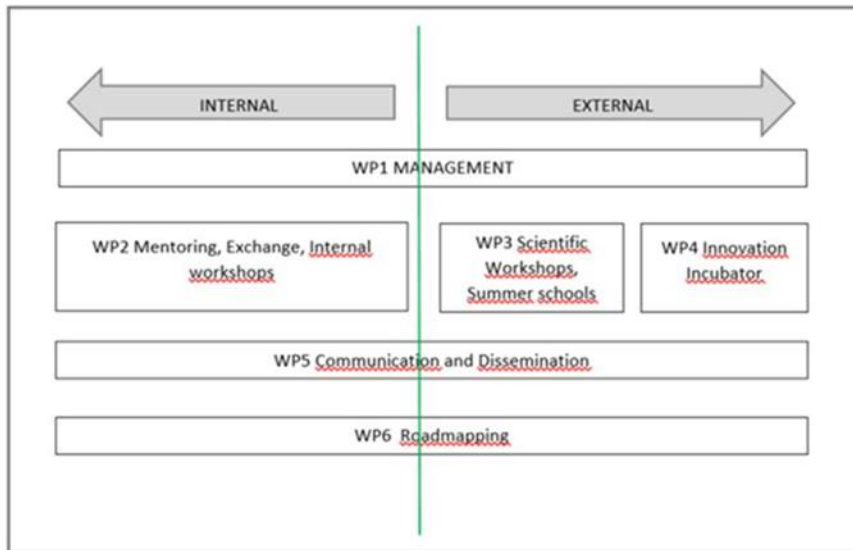 INTERNAL
EXTERNAL
WP1 MANAGEMENT
WP2 Mentoring, Exchange, Internal
workshops
WP3 Scientific
Workshops,
Summer schools
WP4 Innovation
Incubator
WP5 Communication and Dissemination
WP6 Roadmapping